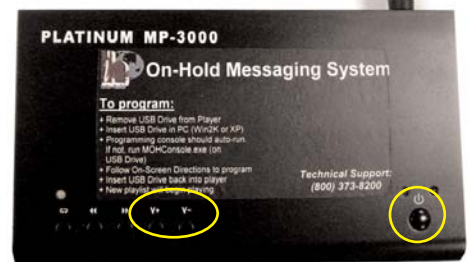 PLATINUM MP-3000
On-Hold Messaging System
To program:
+ Remove USB Drive from Player
+ Insert USB Drive in PC (Win2K or XP)
+ Programming console should auto-run.
If not, run MOHConsole.exe (on
USB Drive)
+ Follow On-Screen Directions to program
+ Insert USB Drive back into player
+ New playlist will begin playing
Technical Support:
(800) 373-8200
V+ V-